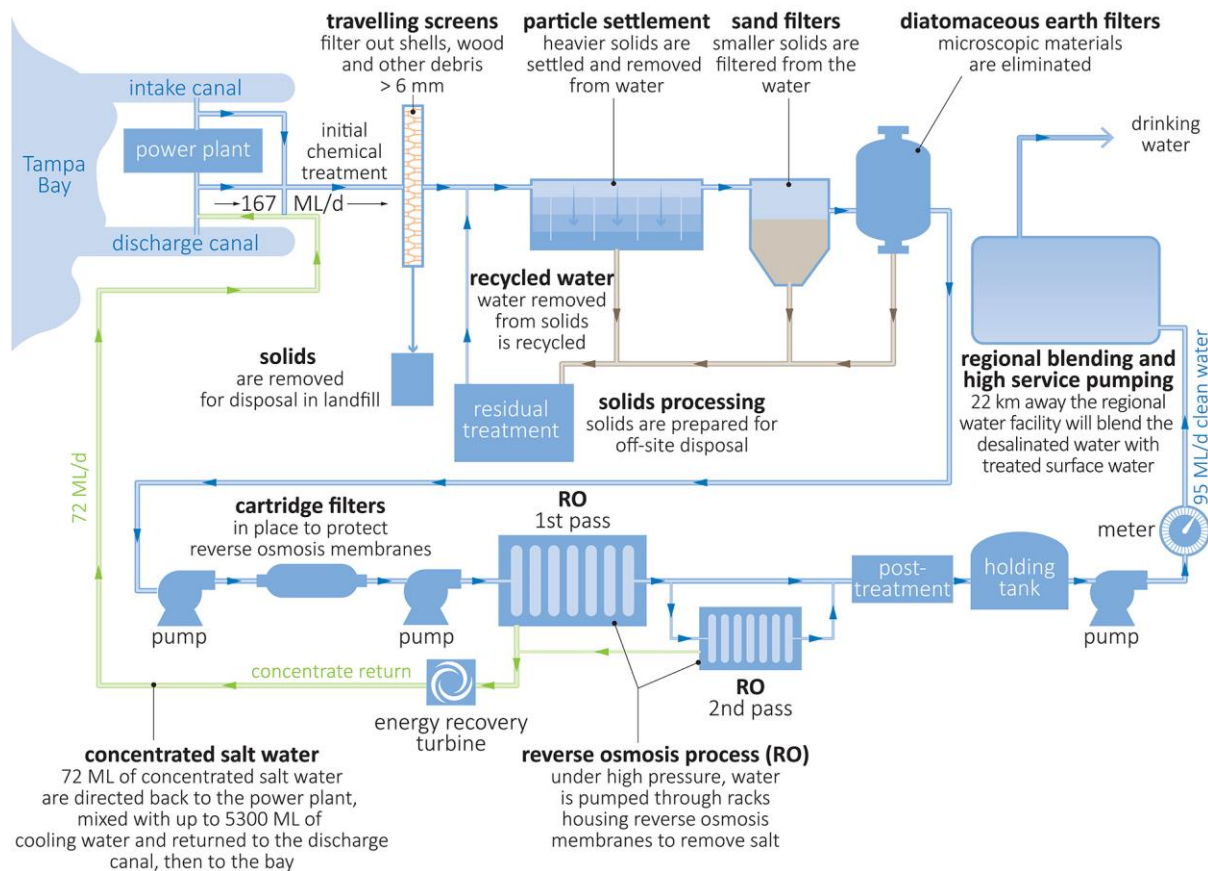 travelling screens
filter out shells, wood
and other debris
> 6 mm
particle settlement
heavier solids are
settled and removed
from water
sand filters
smaller solids are
filtered from the
water
diatomaceous earth filters
microscopic materials
are eliminated
intake canal
power plant
Tampa
Bay
discharge canal
initial
chemical
treatment
167 ML/d
drinking
water
recycled water
water removed
from solids
is recycled
solids
are removed
for disposal in landfill
residual
treatment
solids processing
solids are prepared for
off-site disposal
regional blending and
high service pumping
22 km away the regional
water facility will blend the
desalinated water with
treated surface water
95 ML/d clean water
72 ML/d
cartridge filters
in place to protect
reverse osmosis membranes
RO
1st pass
meter
post-
treatment
holding
tank
pump
pump
pump
concentrate return
energy recovery
turbine
RO
2nd pass
concentrated salt water
72 ML of concentrated salt water
are directed back to the power plant,
mixed with up to 5300 ML of
cooling water and returned to the discharge
canal, then to the bay
reverse osmosis process (RO)
under high pressure, water
is pumped through racks
housing reverse osmosis
membranes to remove salt